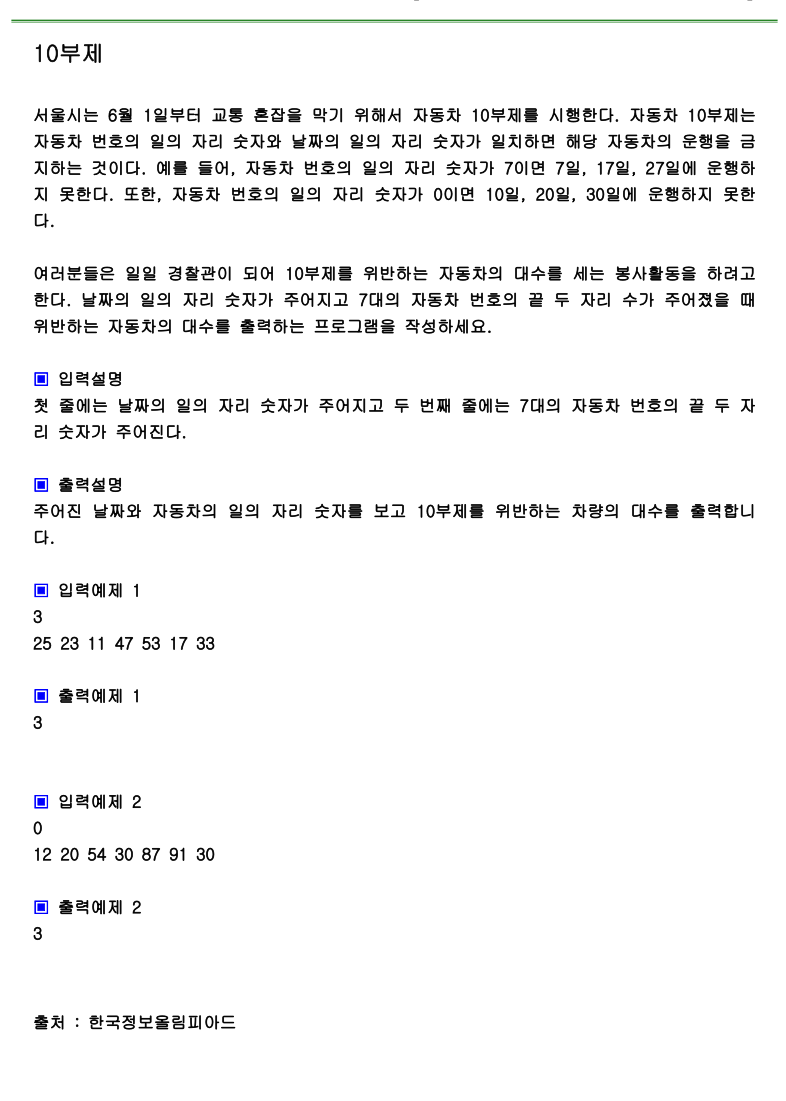 10부제
서울시는 6월 1일부터 교통 혼잡을 막기 위해서 자동차 10부제를 시행한다. 자동차 10부제는
자동차 번호의 일의 자리 숫자와 날짜의 일의 자리 숫자가 일치하면 해당 자동차의 운행을 금
지하는 것이다. 예를 들어, 자동차 번호의 일의 자리 숫자가 7이면 7일, 17일, 27일에 운행하
지 못한다. 또한, 자동차 번호의 일의 자리 숫자가 0이면 10일, 20일, 30일에 운행하지 못한
다.
여러분들은 일일 경찰관이 되어 10부제를 위반하는 자동차의 대수를 세는 봉사활동을 하려고
한다. 날짜의 일의 자리 숫자가 주어지고 7대의 자동차 번호의 끝 두 자리 수가 주어졌을 때
위반하는 자동차의 대수를 출력하는 프로그램을 작성하세요.
▣ 입력설명
첫 줄에는 날짜의 일의 자리 숫자가 주어지고 두 번째 줄에는 7대의 자동차 번호의 끝 두 자
리 숫자가 주어진다.
▣ 출력설명
주어진 날짜와 자동차의 일의 자리 숫자를 보고 10부제를 위반하는 차량의 대수를 출력합니
다.
▣ 입력예제 1
3
25 23 11 47 53 17 33
▣ 출력예제 1
3
▣ 입력예제 2
0
12 20 54 30 87 91 30
▣ 출력예제 2
3
출처 : 한국정보올림피아드